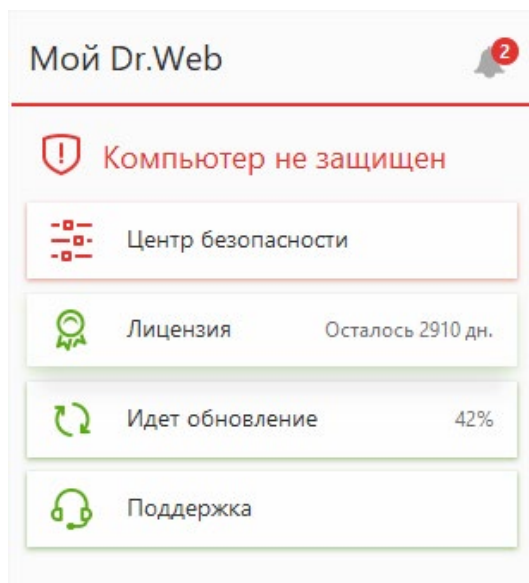 Мой Dr.Web
2
Компьютер не защищен
Центр безопасности
Лицензия Осталось 2910 дн.
Идет обновление 42%
Поддержка